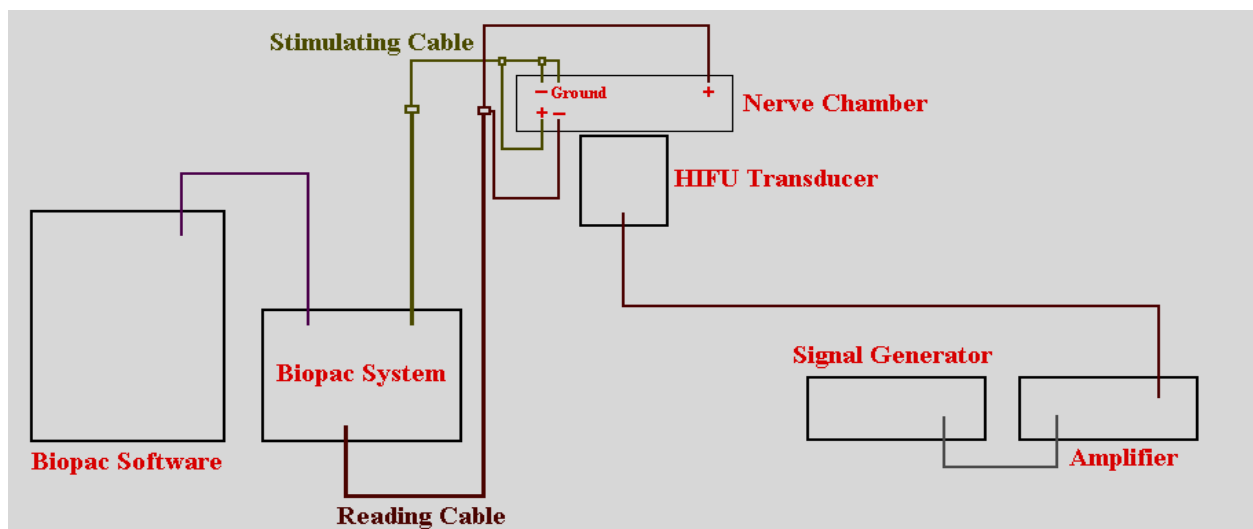 Stimulating Cable
− Ground
+
+ −
Nerve Chamber
HIFU Transducer
Signal Generator
Biopac System
Biopac Software
Amplifier
Reading Cable